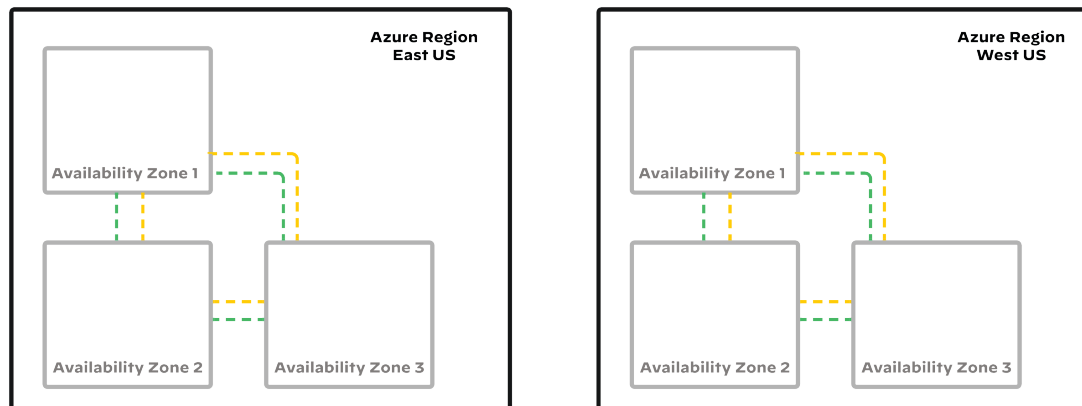 Azure Region
East US
Availability Zone 1
Availability Zone 2
Availability Zone 3
Azure Region
West US
Availability Zone 1
Availability Zone 2
Availability Zone 3